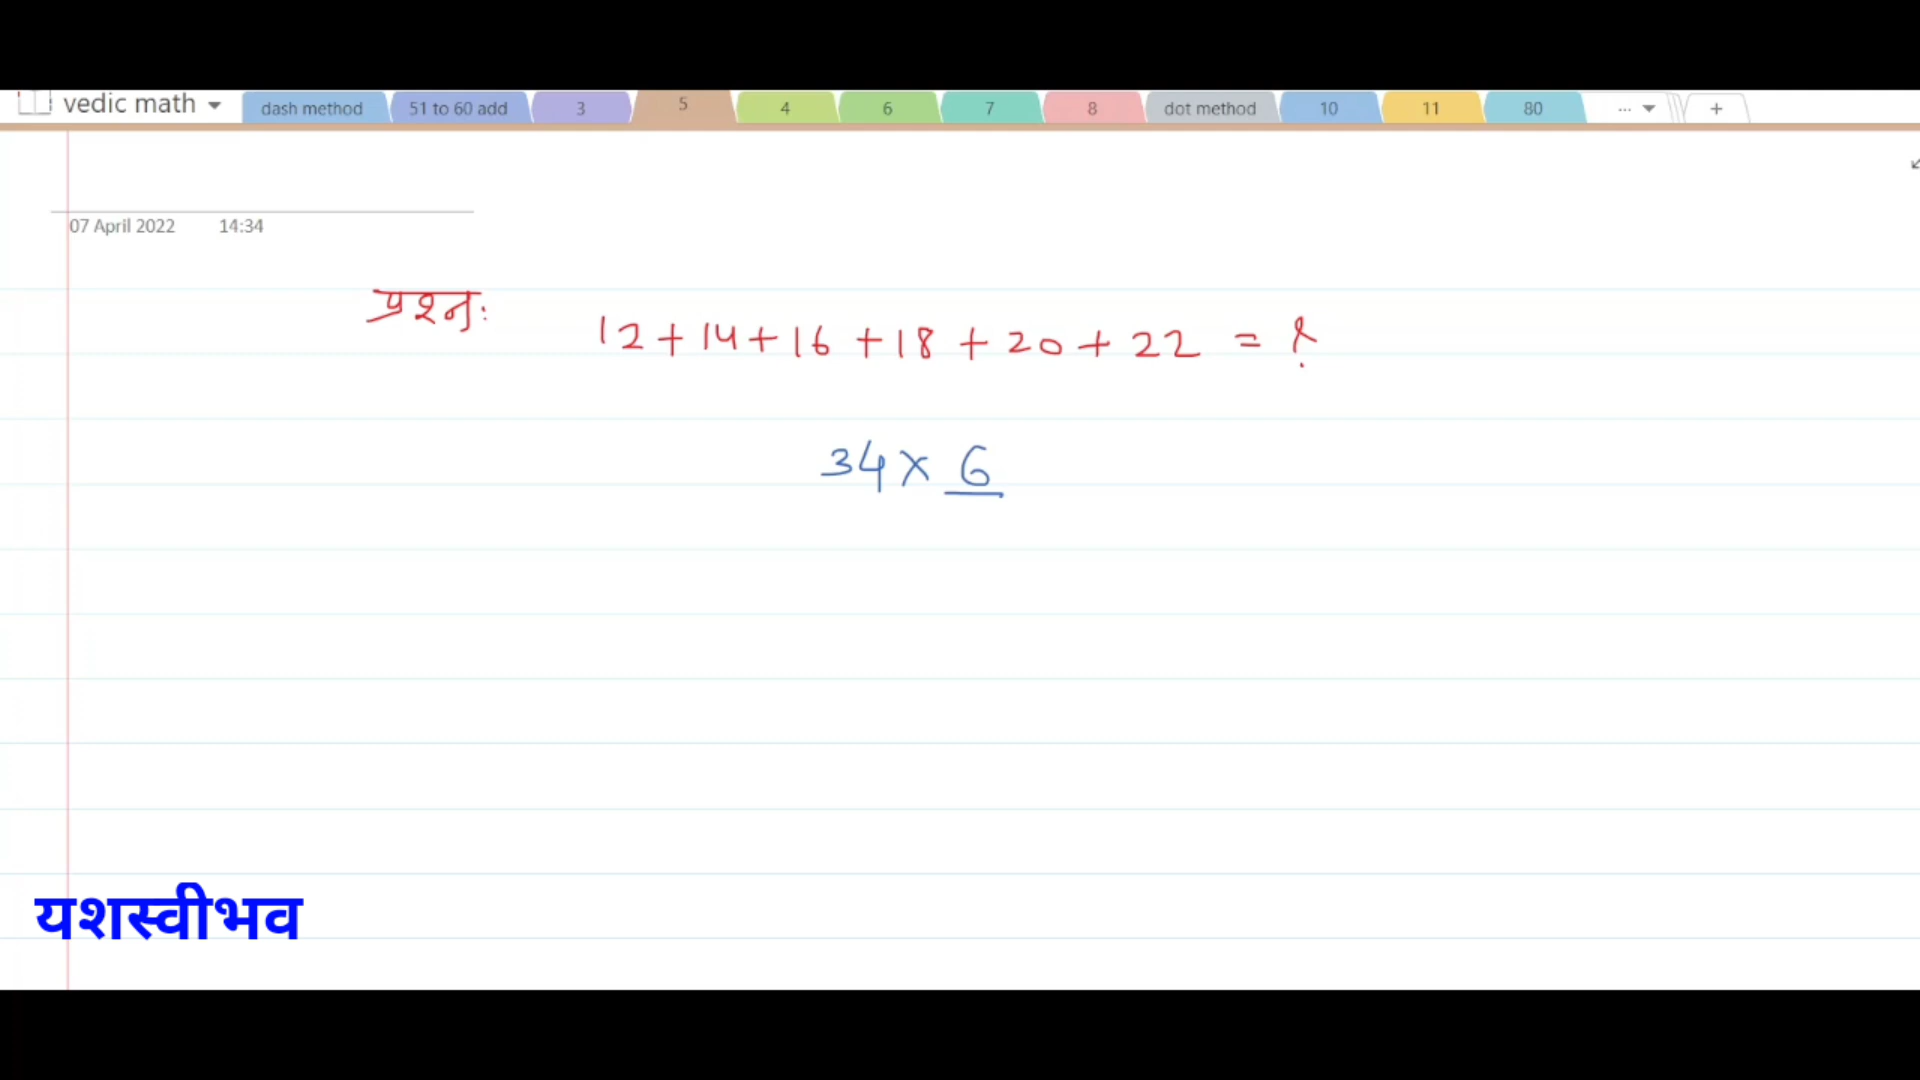 vedic math
dash method 51 to 60 add 3 5 4 6 7 8 dot method 10 11 80 ... +
07 April 2022 14:34
प्रश्न:
12 + 14 + 16 + 18 + 20 + 22 = ?
34 × 6
यशस्वीभव